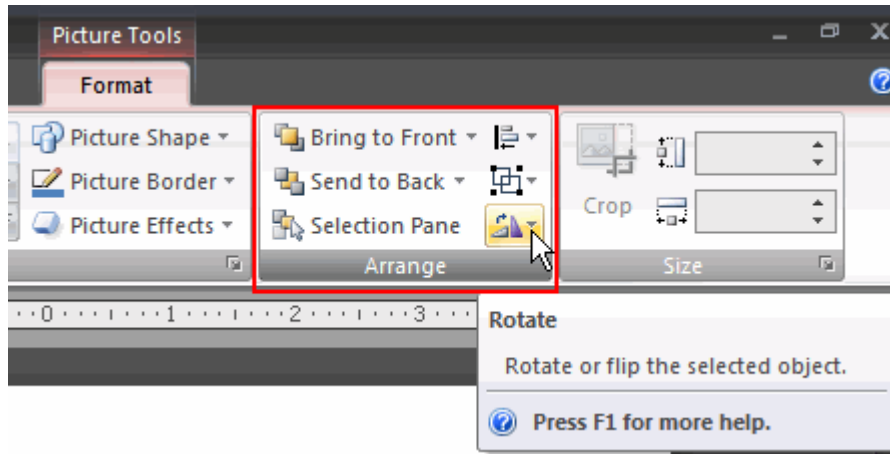 Picture Tools
Format
Picture Shape
Bring to Front
Picture Border
Send to Back
Crop
Picture Effects
Selection Pane
Arrange
Size
0 1 2 3
Rotate
Rotate or flip the selected object.
Press F1 for more help.